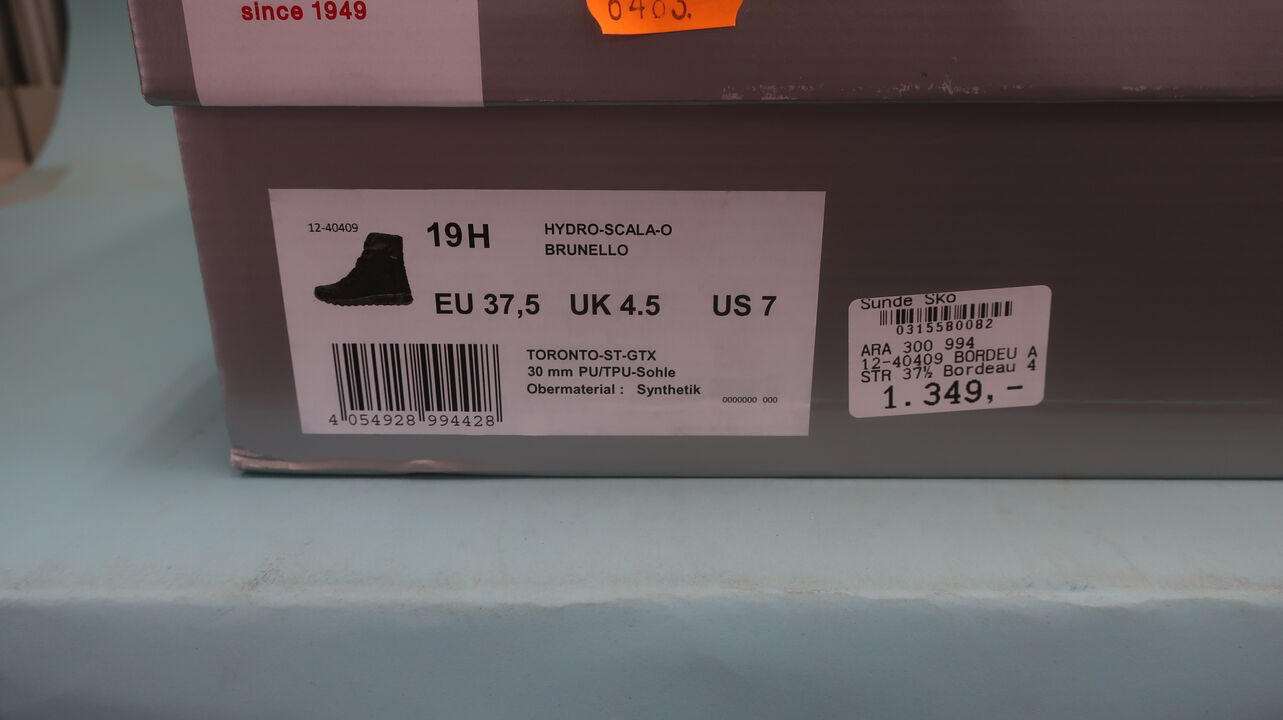 since 1949
12-40409
19H
HYDRO-SCALA-O
BRUNELLO
EU 37,5 UK 4.5 US 7
TORONTO-ST-GTX
30 mm PU/TPU-Sohle
Obermaterial : Synthetik
0000000 000
4 054928 994428
Sunde Sko
0315580082
ARA 300 994
12-40409 BORDEU A
STR 37½ Bordeau 4
1.349,-